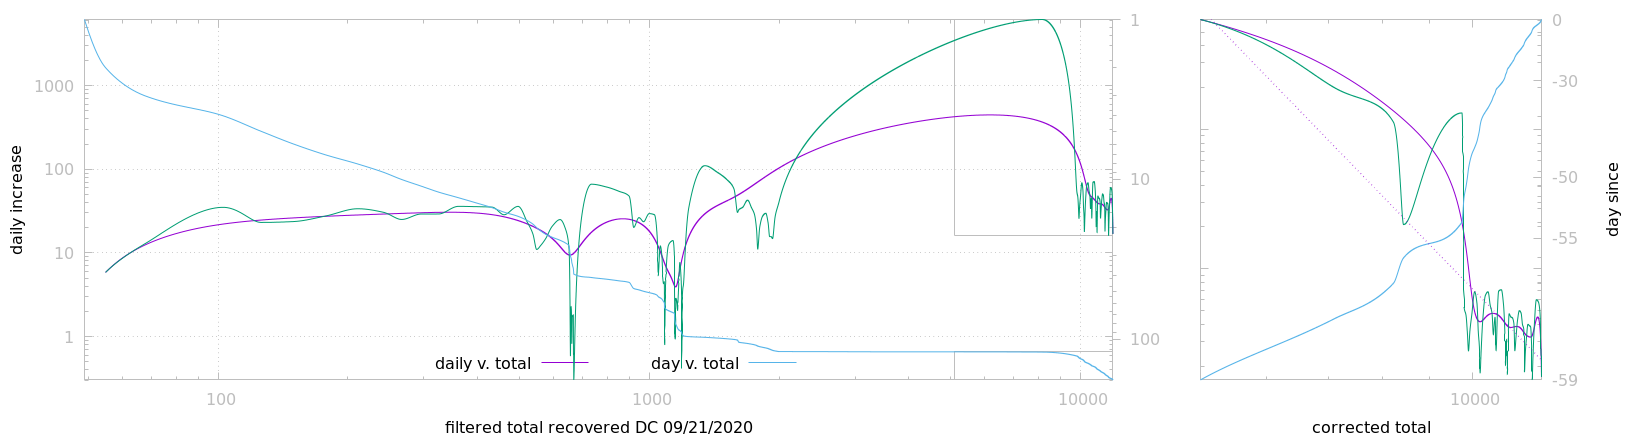 daily increase
1000
100
10
1
100
1000
10000
1
10
100
daily v. total
day v. total
filtered total recovered DC 09/21/2020
0
-30
-50
-55
-59
day since
10000
corrected total